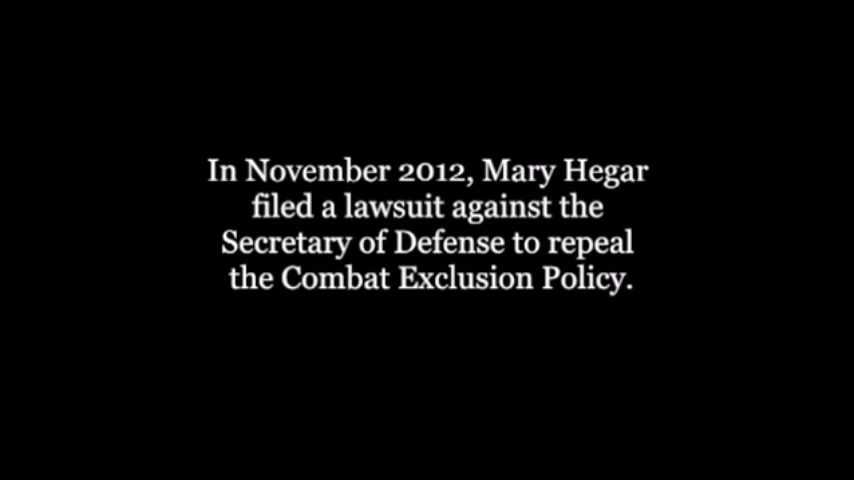 In November 2012, Mary Hegar
filed a lawsuit against the
Secretary of Defense to repeal
the Combat Exclusion Policy.